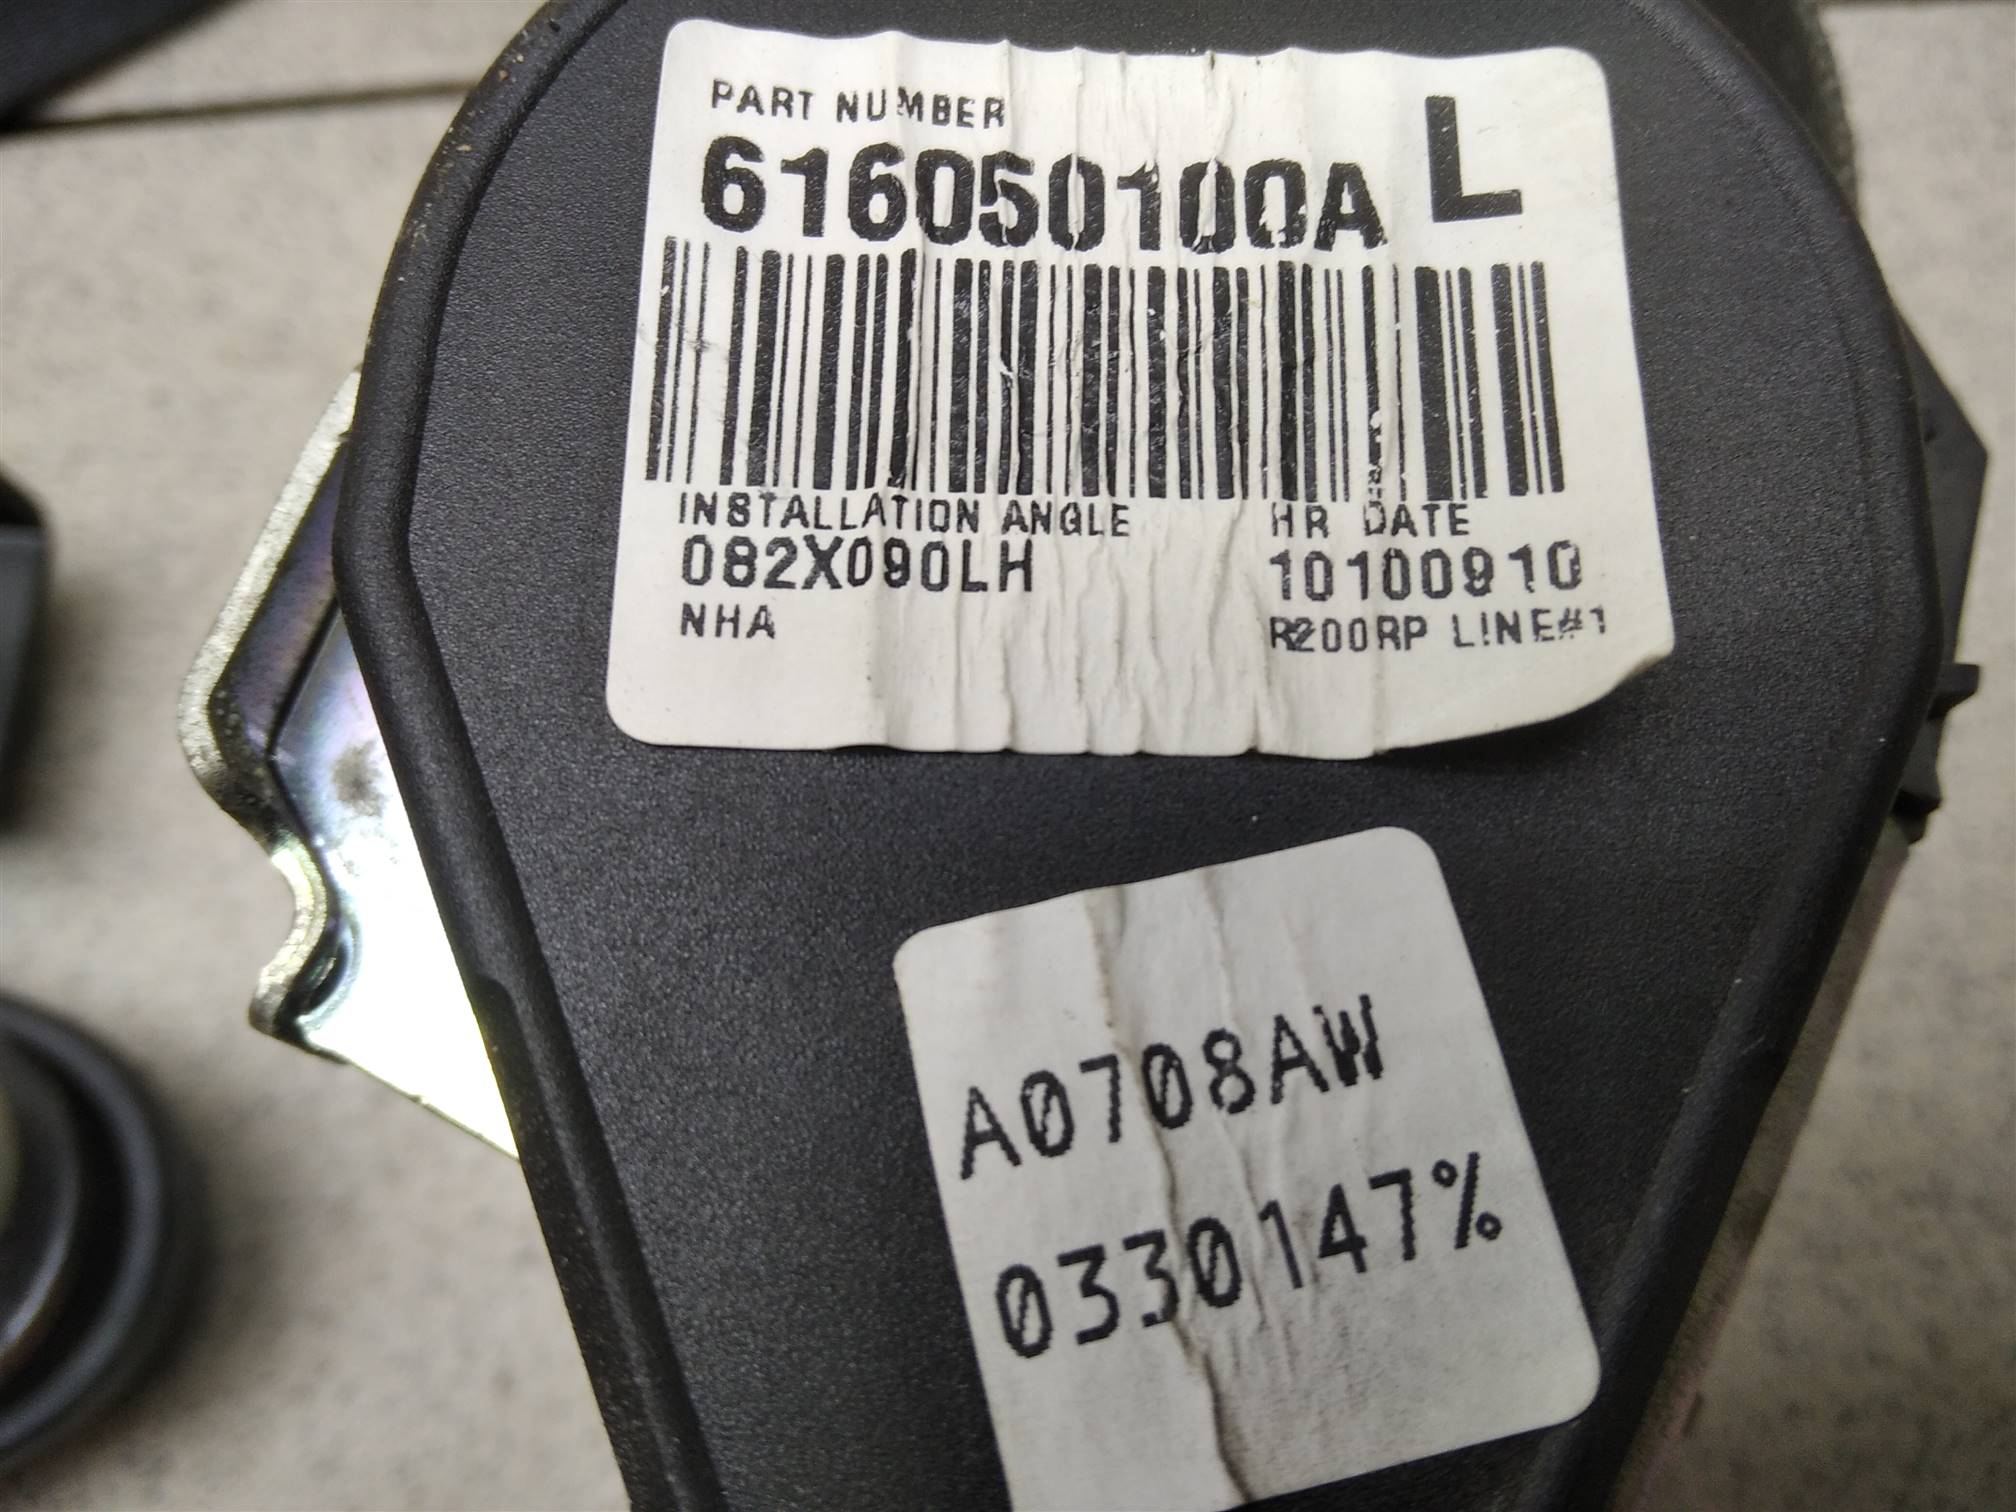 PART NUMBER
616050100A L
INSTALLATION ANGLE HR DATE
082X090LH 10100910
NHA R200RP LINE#1
A0708AW
0330147%